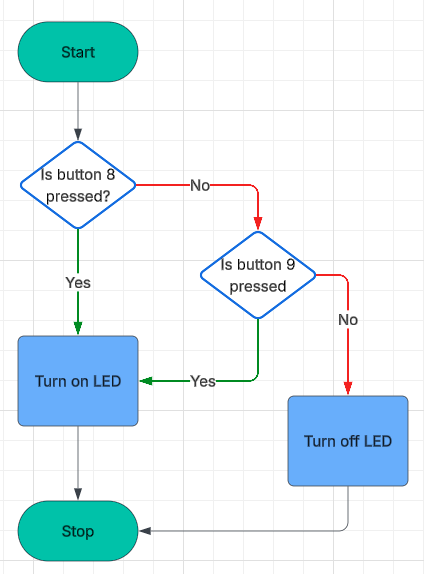 Start
Is button 8
pressed?
No
Is button 9
pressed
Yes
No
Turn on LED
Yes
Turn off LED
Stop